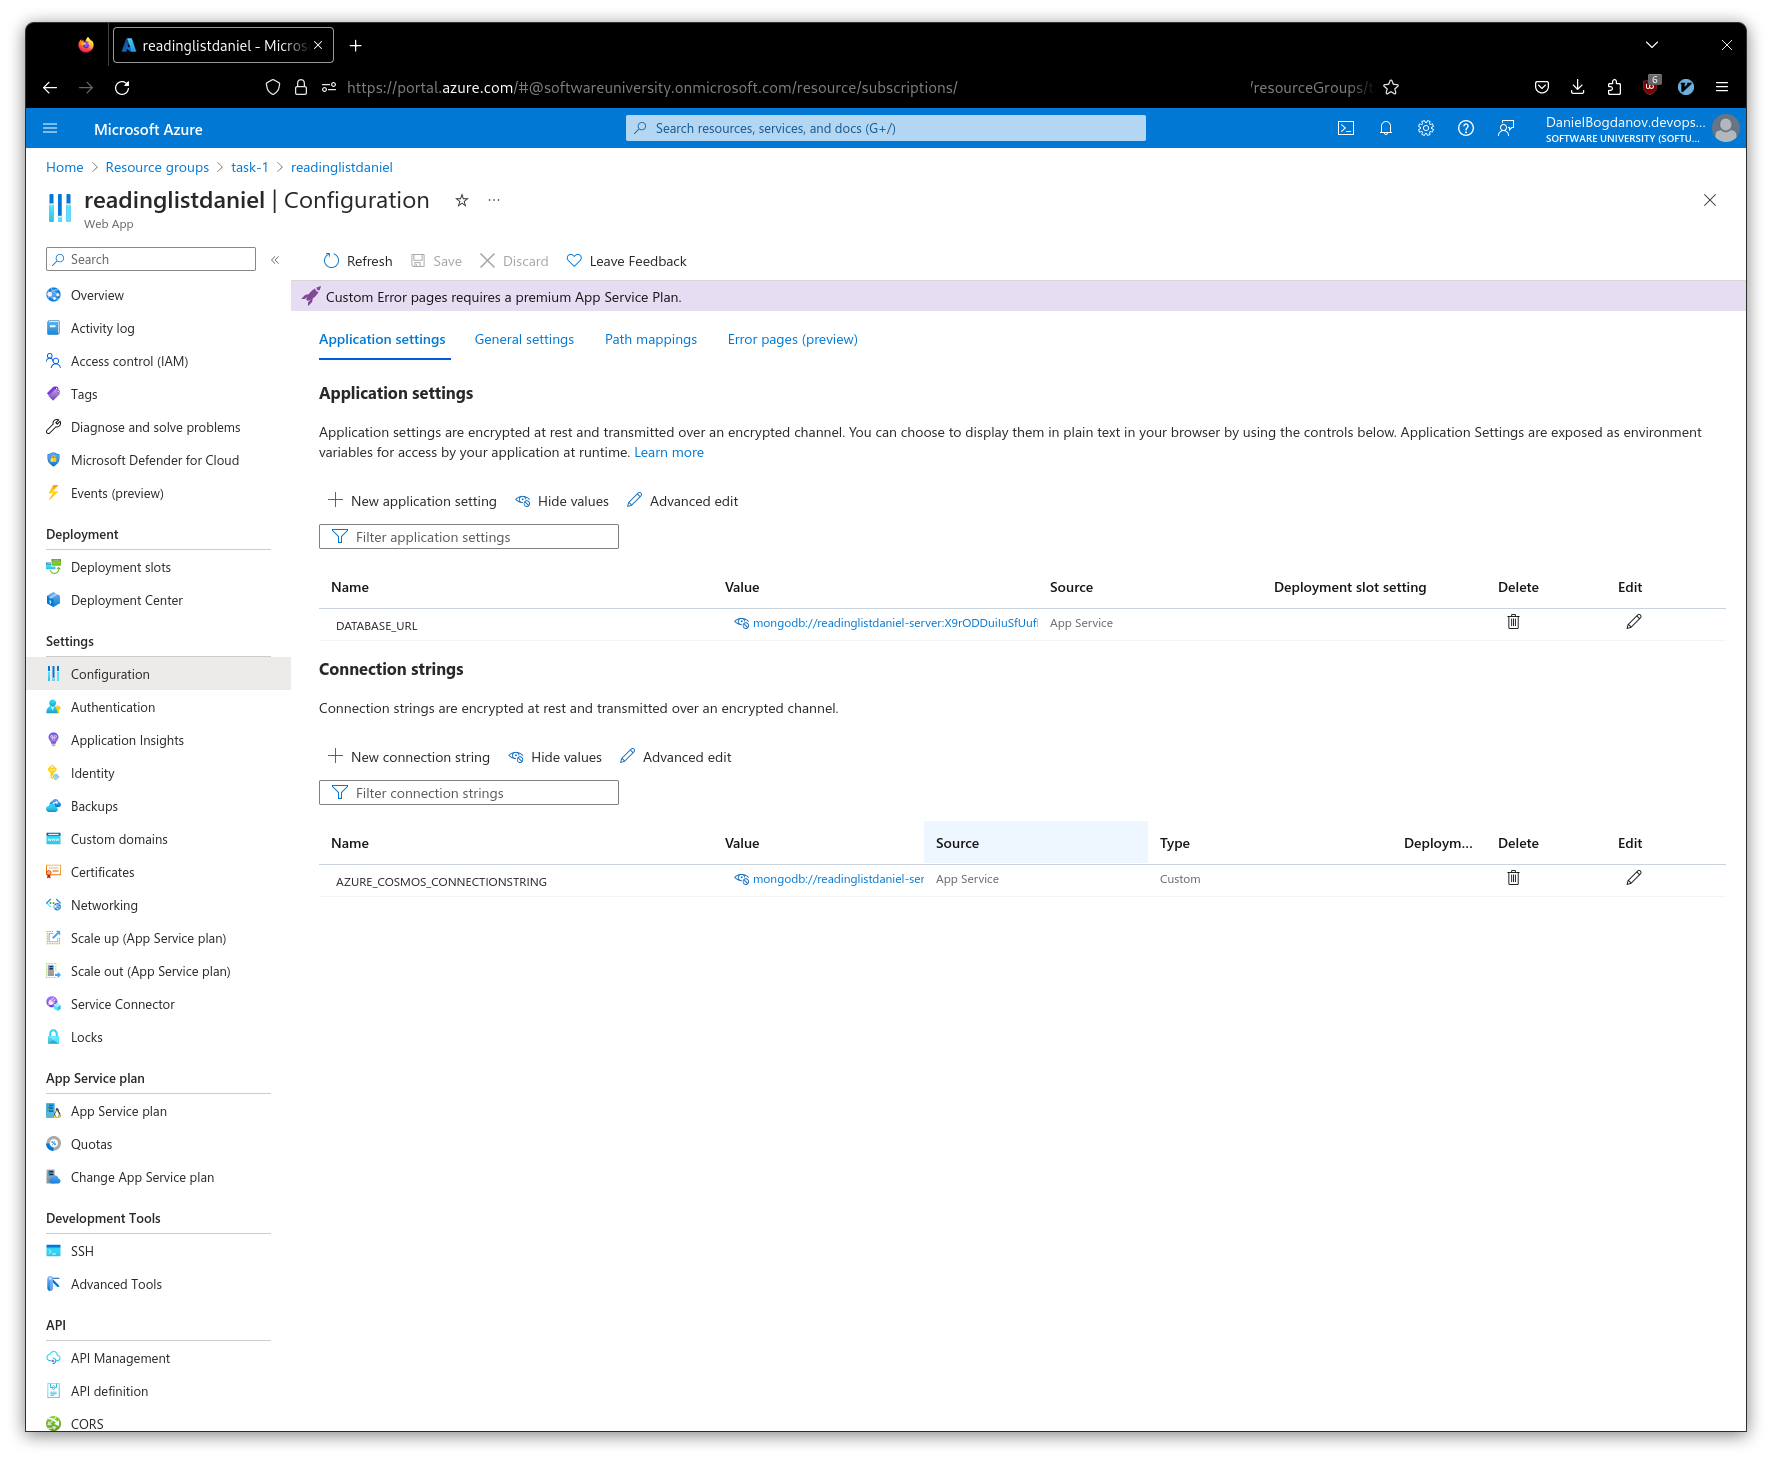 readinglistdaniel - Micros
https://portal.azure.com/#@softwareuniversity.onmicrosoft.com/resource/subscriptions/
resourceGroups/
6
Microsoft Azure
Search resources, services, and docs (G+/)
DanielBogdanov.devops...
SOFTWARE UNIVERSITY (SOFTU...
Home > Resource groups > task-1 > readinglistdaniel
readinglistdaniel | Configuration
Web App
Search
«
Refresh
Save
Discard
Leave Feedback
Custom Error pages requires a premium App Service Plan.
Overview
Activity log
Access control (IAM)
Tags
Diagnose and solve problems
Microsoft Defender for Cloud
Events (preview)
Deployment
Deployment slots
Deployment Center
Settings
Configuration
Authentication
Application Insights
Identity
Backups
Custom domains
Certificates
Networking
Scale up (App Service plan)
Scale out (App Service plan)
Service Connector
Locks
App Service plan
App Service plan
Quotas
Change App Service plan
Development Tools
SSH
Advanced Tools
API
API Management
API definition
CORS
Application settings
General settings
Path mappings
Error pages (preview)
Application settings
Application settings are encrypted at rest and transmitted over an encrypted channel. You can choose to display them in plain text in your browser by using the controls below. Application Settings are exposed as environment
variables for access by your application at runtime. Learn more
New application setting
Hide values
Advanced edit
Filter application settings
Name Value Source Deployment slot setting Delete Edit
DATABASE_URL mongodb://readinglistdaniel-server:X9rODDuiIuSfUuf App Service
Connection strings
Connection strings are encrypted at rest and transmitted over an encrypted channel.
New connection string
Hide values
Advanced edit
Filter connection strings
Name Value Source Type Deploym... Delete Edit
AZURE_COSMOS_CONNECTIONSTRING mongodb://readinglistdaniel-ser App Service Custom